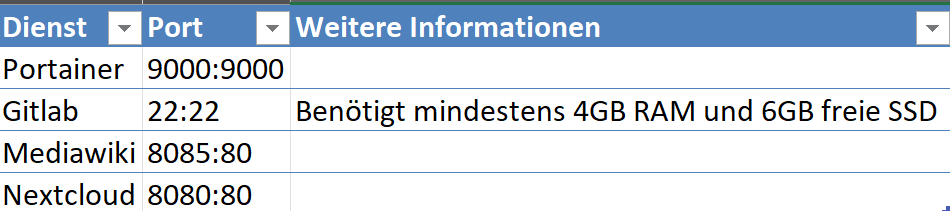 Dienst Port Weitere Informationen
Portainer 9000:9000
Gitlab 22:22 Benötigt mindestens 4GB RAM und 6GB freie SSD
Mediawiki 8085:80
Nextcloud 8080:80